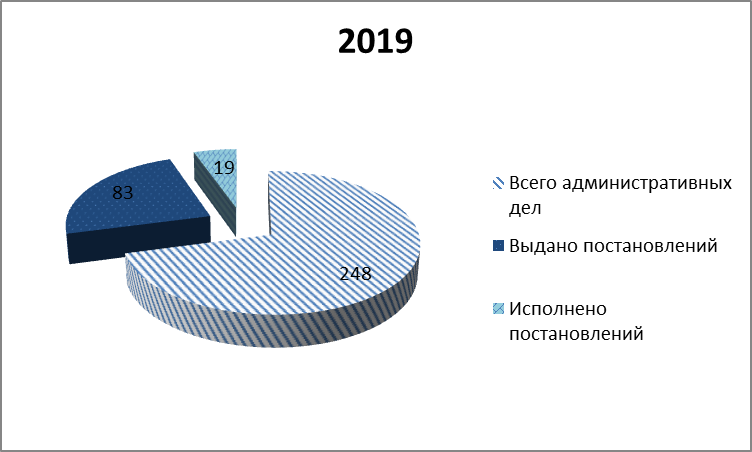 2019
19
83
248
Всего административных
дел
Выдано постановлений
Исполнено
постановлений